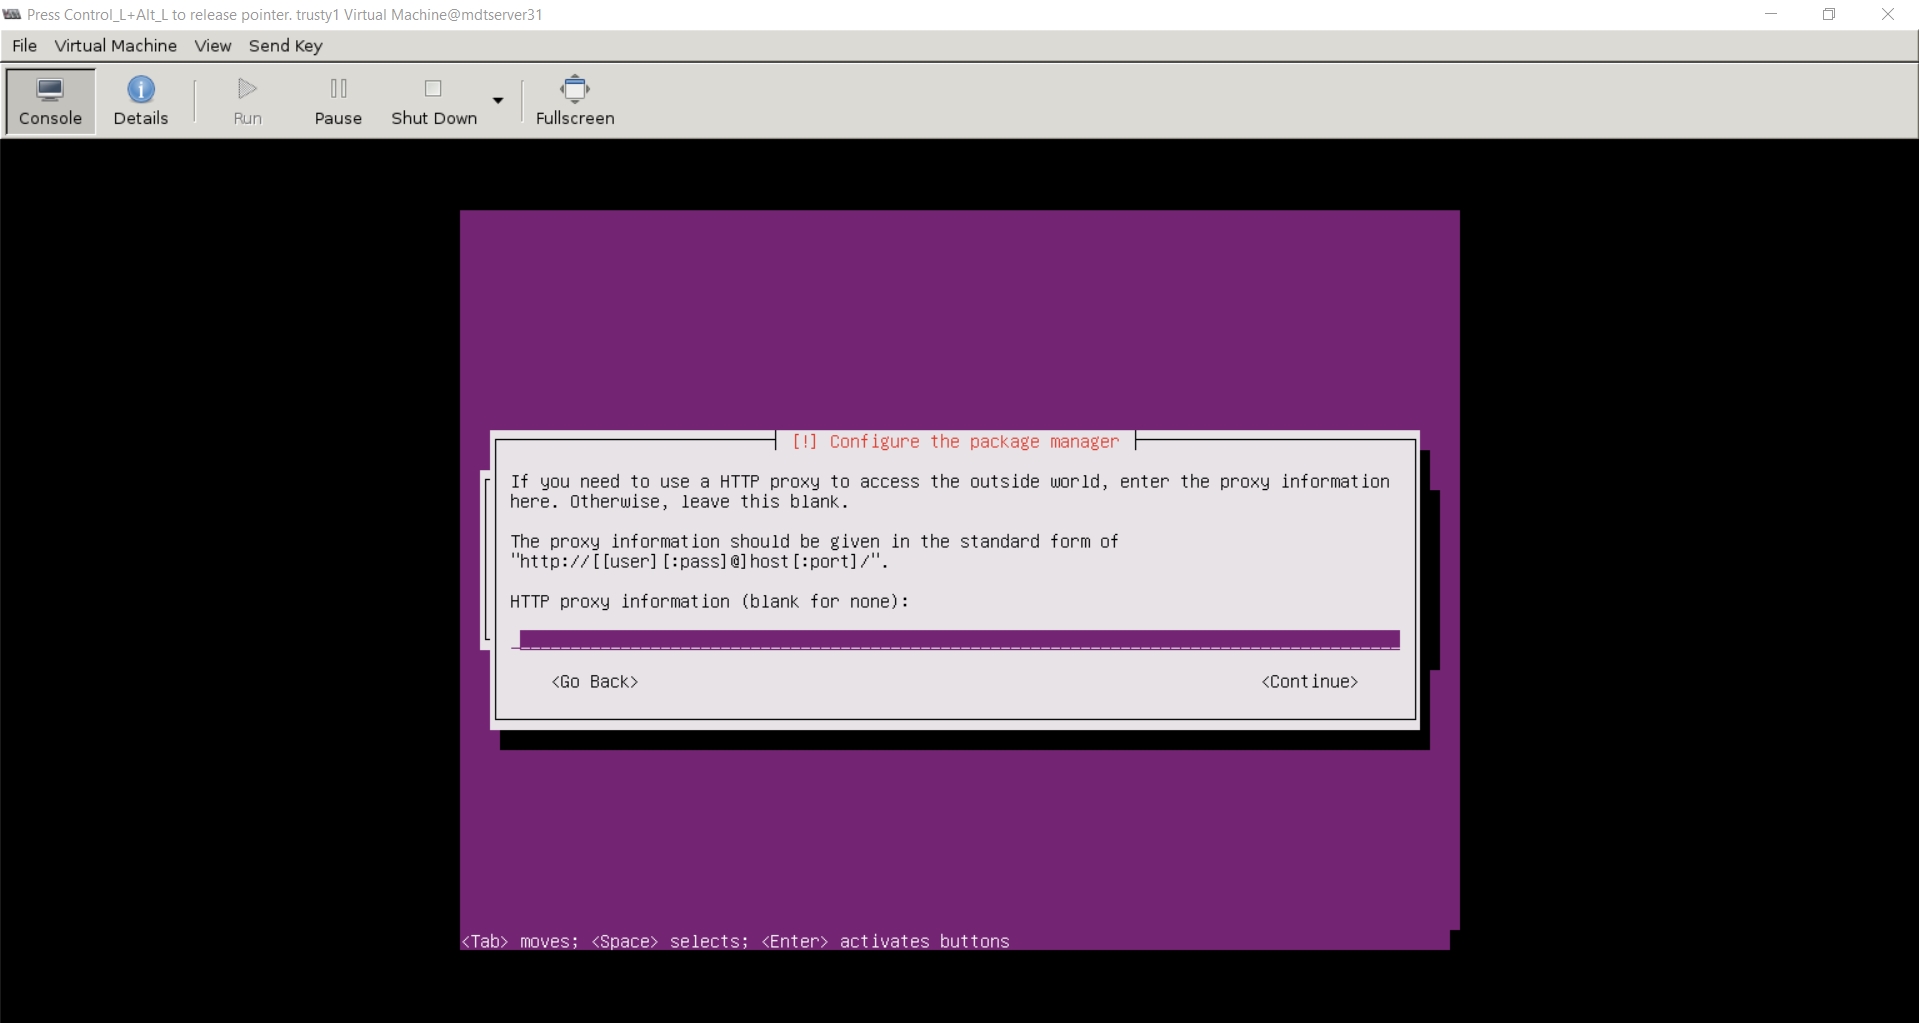 Press Control_L+Alt_L to release pointer. trusty1 Virtual Machine@mdtserver31
File Virtual Machine View Send Key
Console Details Run Pause Shut Down Fullscreen
[!] Configure the package manager
If you need to use a HTTP proxy to access the outside world, enter the proxy information
here. Otherwise, leave this blank.
The proxy information should be given in the standard form of
"http://[[user][:pass]@]host[:port]/".
HTTP proxy information (blank for none):
<Go Back> <Continue>
<Tab> moves; <Space> selects; <Enter> activates buttons